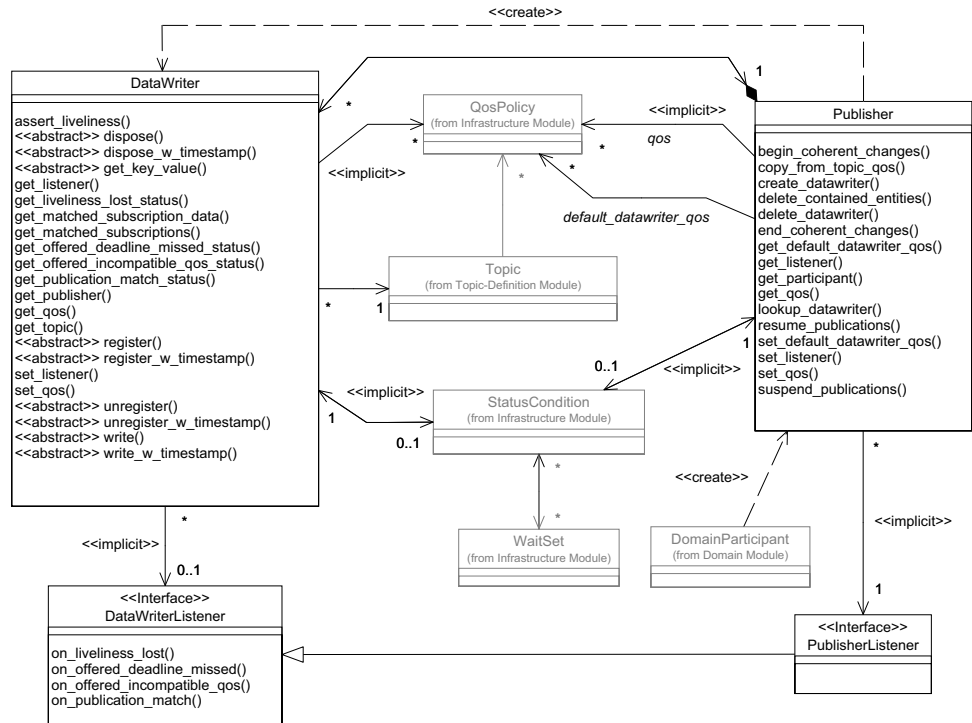 <<create>>
DataWriter
assert_liveliness()
<<abstract>> dispose()
<<abstract>> dispose_w_timestamp()
<<abstract>> get_key_value()
get_listener()
get_liveliness_lost_status()
get_matched_subscription_data()
get_matched_subscriptions()
get_offered_deadline_missed_status()
get_offered_incompatible_qos_status()
get_publication_match_status()
get_publisher()
get_qos()
get_topic()
<<abstract>> register()
<<abstract>> register_w_timestamp()
set_listener()
set_qos()
<<abstract>> unregister()
<<abstract>> unregister_w_timestamp()
<<abstract>> write()
<<abstract>> write_w_timestamp()
*
1
QosPolicy
(from Infrastructure Module)
*
<<implicit>>
*
*
*
<<implicit>>
qos
default_datawriter_qos
Publisher
begin_coherent_changes()
copy_from_topic_qos()
create_datawriter()
delete_contained_entities()
delete_datawriter()
end_coherent_changes()
get_default_datawriter_qos()
get_listener()
get_participant()
get_qos()
lookup_datawriter()
resume_publications()
set_default_datawriter_qos()
set_listener()
set_qos()
suspend_publications()
Topic
(from Topic-Definition Module)
*
1
1
0..1
<<implicit>>
<<implicit>>
1
0..1
StatusCondition
(from Infrastructure Module)
*
*
WaitSet
(from Infrastructure Module)
<<create>>
DomainParticipant
(from Domain Module)
*
<<implicit>>
1
*
<<implicit>>
0..1
<<Interface>>
DataWriterListener
on_liveliness_lost()
on_offered_deadline_missed()
on_offered_incompatible_qos()
on_publication_match()
<<Interface>>
PublisherListener